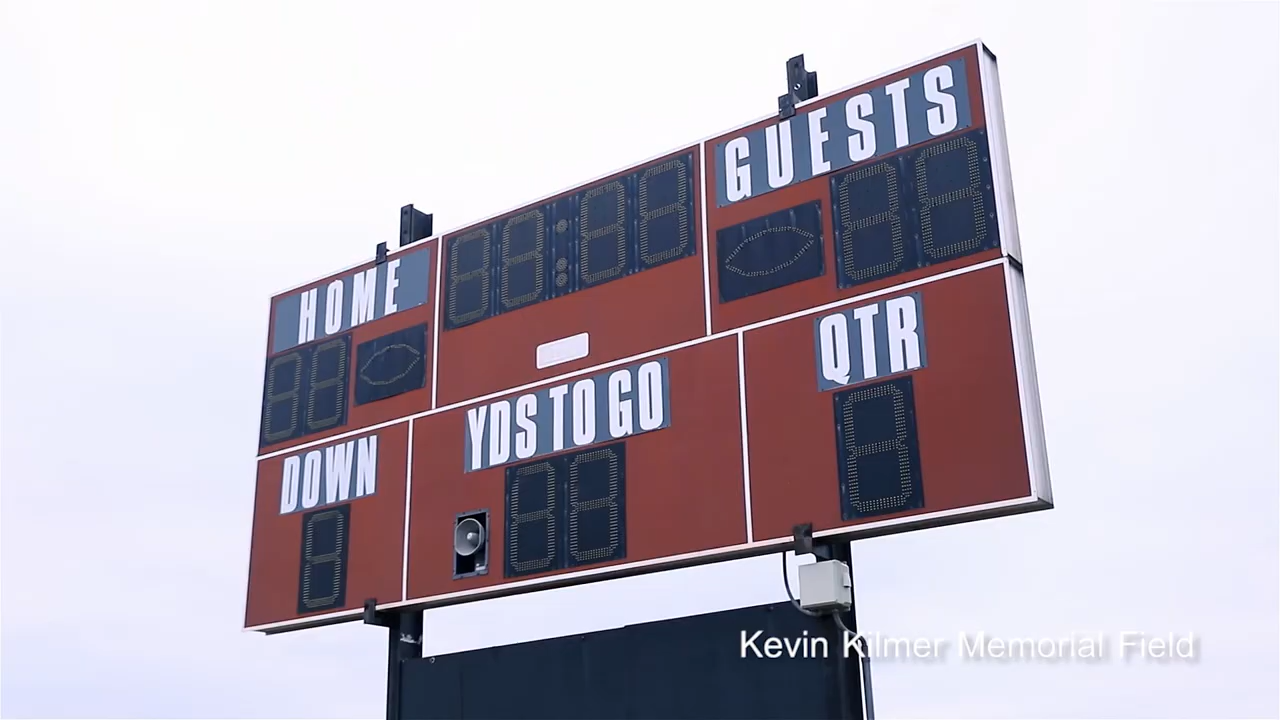 HOME
GUESTS
DOWN
YDS TO GO
QTR
Kevin Kilmer Memorial Field